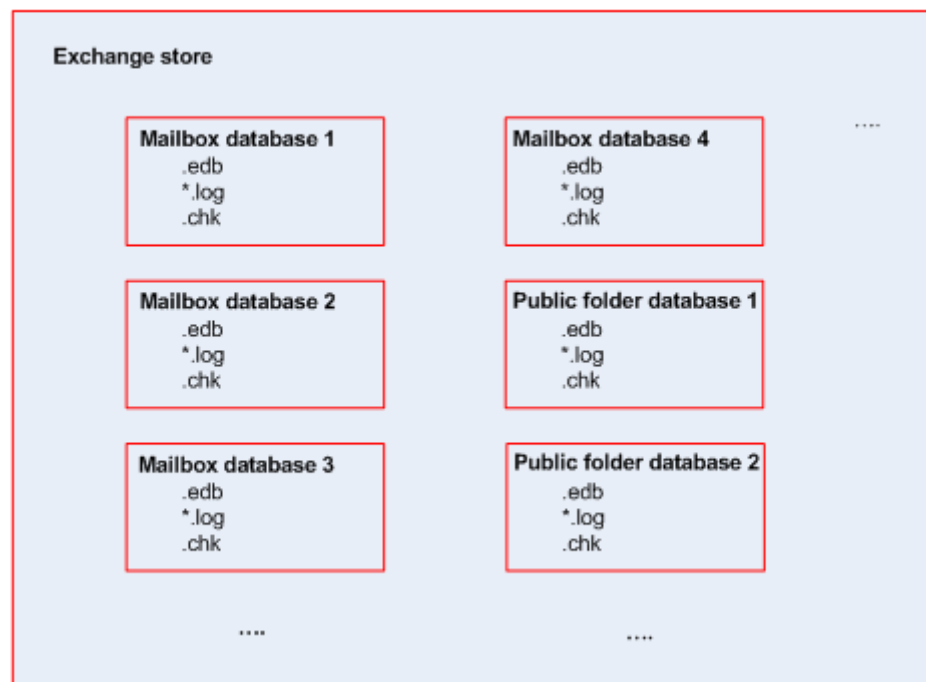 Exchange store
Mailbox database 1
.edb
*.log
.chk
Mailbox database 2
.edb
*.log
.chk
Mailbox database 3
.edb
*.log
.chk
....
Mailbox database 4
.edb
*.log
.chk
Public folder database 1
.edb
*.log
.chk
Public folder database 2
.edb
*.log
.chk
....
....